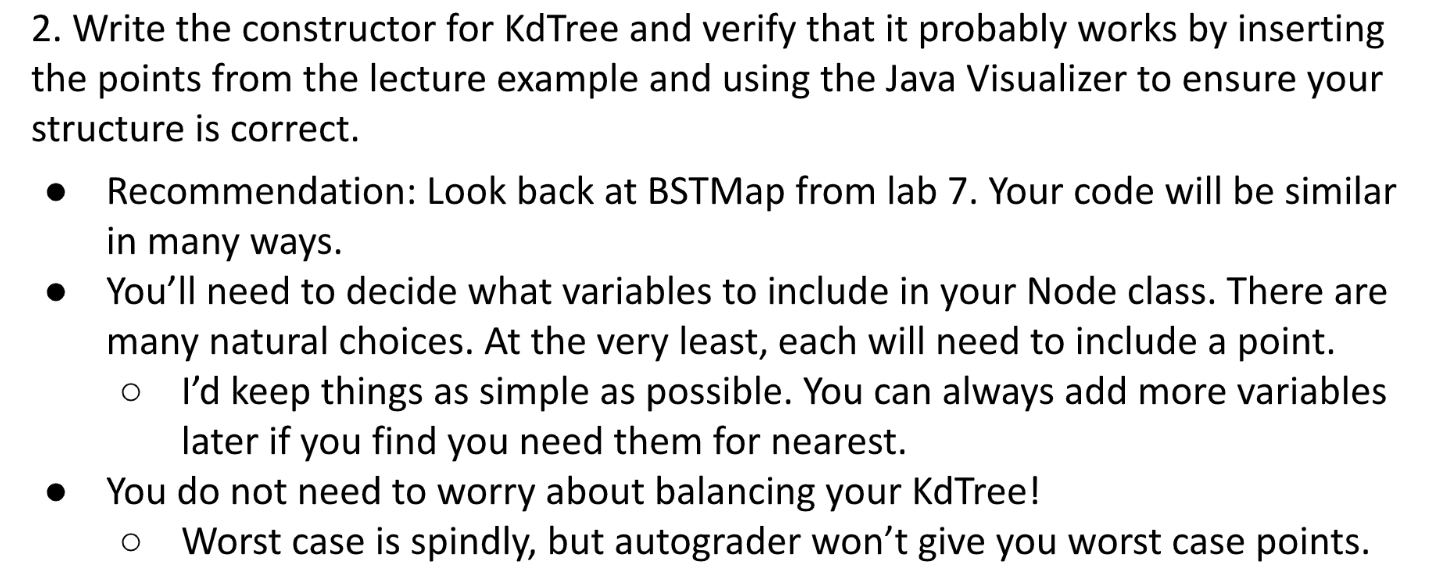 2. Write the constructor for KdTree and verify that it probably works by inserting
the points from the lecture example and using the Java Visualizer to ensure your
structure is correct.
● Recommendation: Look back at BSTMap from lab 7. Your code will be similar
in many ways.
● You’ll need to decide what variables to include in your Node class. There are
many natural choices. At the very least, each will need to include a point.
○ I’d keep things as simple as possible. You can always add more variables
later if you find you need them for nearest.
● You do not need to worry about balancing your KdTree!
○ Worst case is spindly, but autograder won’t give you worst case points.